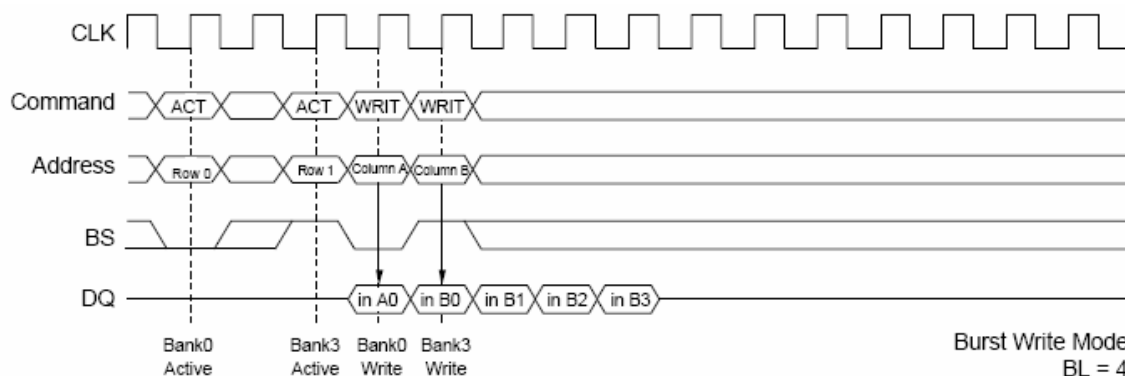 CLK
Command ACT ACT WRIT WRIT
Address Row 0 Row 1 Column A Column B
BS
DQ in A0 in B0 in B1 in B2 in B3
Bank0 Bank3 Bank0 Bank3
Active Active Write Write
Burst Write Mode
BL = 4